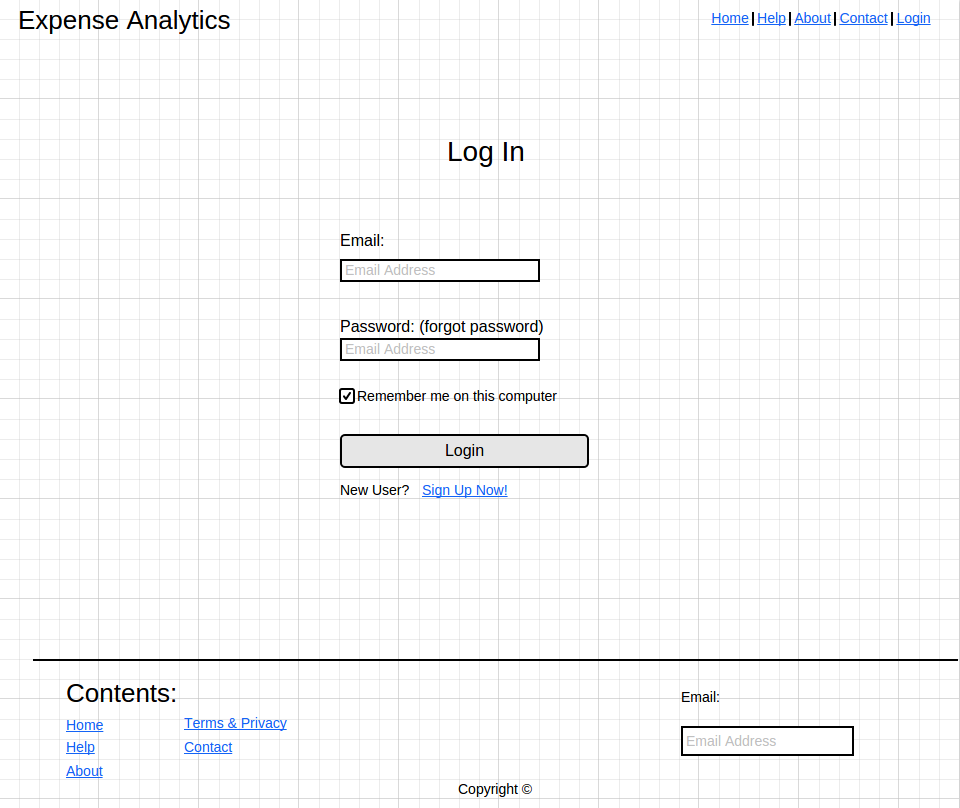 Expense Analytics
Home | Help | About | Contact | Login
Log In
Email:
Email Address
Password: (forgot password)
Email Address
Remember me on this computer
Login
New User? Sign Up Now!
Contents:
Home
Help
About
Terms & Privacy
Contact
Email:
Email Address
Copyright ©